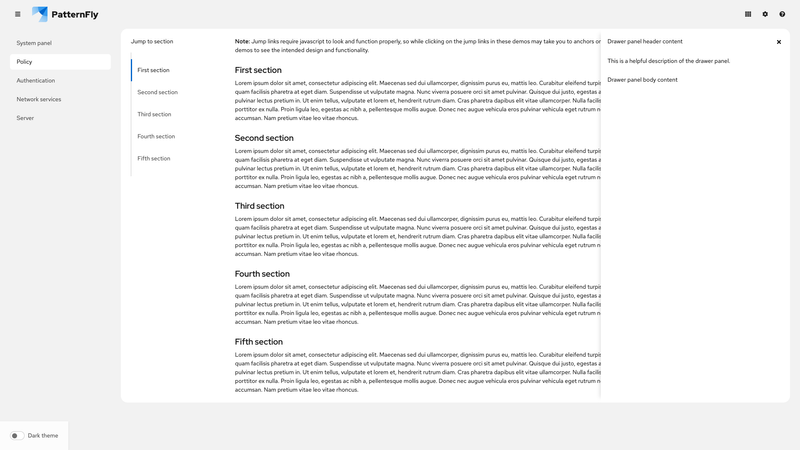 PatternFly
System panel
Policy
Authentication
Network services
Server
Jump to section
First section
Second section
Third section
Fourth section
Fifth section
Note: Jump links require javascript to look and function properly, so while clicking on the jump links in these demos may take you to anchors or
demos to see the intended design and functionality.
First section
Lorem ipsum dolor sit amet, consectetur adipiscing elit. Maecenas sed dui ullamcorper, dignissim purus eu, mattis leo. Curabitur eleifend turpi
quam facilisis pharetra at eget diam. Suspendisse ut vulputate magna. Nunc viverra posuere orci sit amet pulvinar. Quisque dui justo, egestas
pulvinar lectus pretium in. Ut enim tellus, vulputate et lorem et, hendrerit rutrum diam. Cras pharetra dapibus elit vitae ullamcorper. Nulla facilis
porttitor ex nulla. Proin ligula leo, egestas ac nibh a, pellentesque mollis augue. Donec nec augue vehicula eros pulvinar vehicula eget rutrum n
accumsan. Nam pretium vitae leo vitae rhoncus.
Second section
Lorem ipsum dolor sit amet, consectetur adipiscing elit. Maecenas sed dui ullamcorper, dignissim purus eu, mattis leo. Curabitur eleifend turpi
quam facilisis pharetra at eget diam. Suspendisse ut vulputate magna. Nunc viverra posuere orci sit amet pulvinar. Quisque dui justo, egestas
pulvinar lectus pretium in. Ut enim tellus, vulputate et lorem et, hendrerit rutrum diam. Cras pharetra dapibus elit vitae ullamcorper. Nulla facilis
porttitor ex nulla. Proin ligula leo, egestas ac nibh a, pellentesque mollis augue. Donec nec augue vehicula eros pulvinar vehicula eget rutrum n
accumsan. Nam pretium vitae leo vitae rhoncus.
Third section
Lorem ipsum dolor sit amet, consectetur adipiscing elit. Maecenas sed dui ullamcorper, dignissim purus eu, mattis leo. Curabitur eleifend turpi
quam facilisis pharetra at eget diam. Suspendisse ut vulputate magna. Nunc viverra posuere orci sit amet pulvinar. Quisque dui justo, egestas
pulvinar lectus pretium in. Ut enim tellus, vulputate et lorem et, hendrerit rutrum diam. Cras pharetra dapibus elit vitae ullamcorper. Nulla facilis
porttitor ex nulla. Proin ligula leo, egestas ac nibh a, pellentesque mollis augue. Donec nec augue vehicula eros pulvinar vehicula eget rutrum n
accumsan. Nam pretium vitae leo vitae rhoncus.
Fourth section
Lorem ipsum dolor sit amet, consectetur adipiscing elit. Maecenas sed dui ullamcorper, dignissim purus eu, mattis leo. Curabitur eleifend turpi
quam facilisis pharetra at eget diam. Suspendisse ut vulputate magna. Nunc viverra posuere orci sit amet pulvinar. Quisque dui justo, egestas
pulvinar lectus pretium in. Ut enim tellus, vulputate et lorem et, hendrerit rutrum diam. Cras pharetra dapibus elit vitae ullamcorper. Nulla facilis
porttitor ex nulla. Proin ligula leo, egestas ac nibh a, pellentesque mollis augue. Donec nec augue vehicula eros pulvinar vehicula eget rutrum n
accumsan. Nam pretium vitae leo vitae rhoncus.
Fifth section
Lorem ipsum dolor sit amet, consectetur adipiscing elit. Maecenas sed dui ullamcorper, dignissim purus eu, mattis leo. Curabitur eleifend turpi
quam facilisis pharetra at eget diam. Suspendisse ut vulputate magna. Nunc viverra posuere orci sit amet pulvinar. Quisque dui justo, egestas
pulvinar lectus pretium in. Ut enim tellus, vulputate et lorem et, hendrerit rutrum diam. Cras pharetra dapibus elit vitae ullamcorper. Nulla facilis
porttitor ex nulla. Proin ligula leo, egestas ac nibh a, pellentesque mollis augue. Donec nec augue vehicula eros pulvinar vehicula eget rutrum n
accumsan. Nam pretium vitae leo vitae rhoncus.
Drawer panel header content
This is a helpful description of the drawer panel.
Drawer panel body content
Dark theme